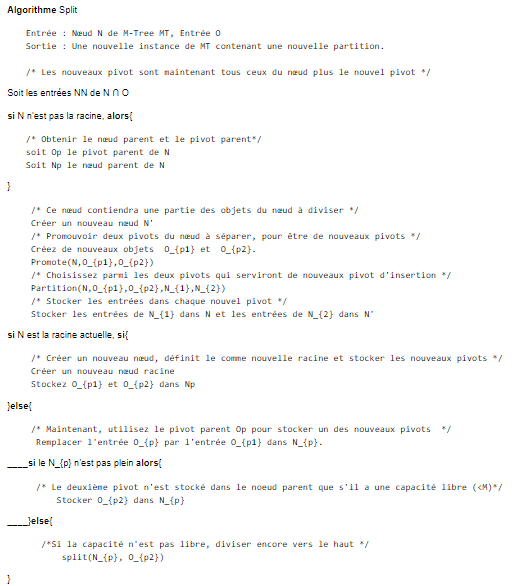 Algorithme Split
Entrée : Nœud N de M-Tree MT, Entrée O
Sortie : Une nouvelle instance de MT contenant une nouvelle partition.
/* Les nouveaux pivot sont maintenant tous ceux du nœud plus le nouvel pivot */
Soit les entrées NN de N ∩ O
si N n'est pas la racine, alors{
/* Obtenir le nœud parent et le pivot parent*/
soit Op le pivot parent de N
Soit Np le nœud parent de N
}
/* Ce nœud contiendra une partie des objets du nœud à diviser */
Créer un nouveau nœud N'
/* Promouvoir deux pivots du nœud à séparer, pour être de nouveaux pivots */
Créez de nouveaux objets O_{p1} et O_{p2}.
Promote(N,O_{p1},O_{p2})
/* Choisissez parmi les deux pivots qui serviront de nouveaux pivot d'insertion */
Partition(N,O_{p1},O_{p2},N_{1},N_{2})
/* Stocker les entrées dans chaque nouvel pivot */
Stocker les entrées de N_{1} dans N et les entrées de N_{2} dans N'
si N est la racine actuelle, si{
/* Créer un nouveau nœud, définit le comme nouvelle racine et stocker les nouveaux pivots */
Créer un nouveau nœud racine
Stockez O_{p1} et O_{p2} dans Np
}else{
/* Maintenant, utilisez le pivot parent Op pour stocker un des nouveaux pivots */
Remplacer l'entrée O_{p} par l'entrée O_{p1} dans N_{p}.
____si le N_{p} n'est pas plein alors{
/* Le deuxième pivot n'est stocké dans le noeud parent que s'il a une capacité libre (<M)*/
Stocker O_{p2} dans N_{p}
____}else{
/*Si la capacité n'est pas libre, diviser encore vers le haut */
split(N_{p}, O_{p2})
}